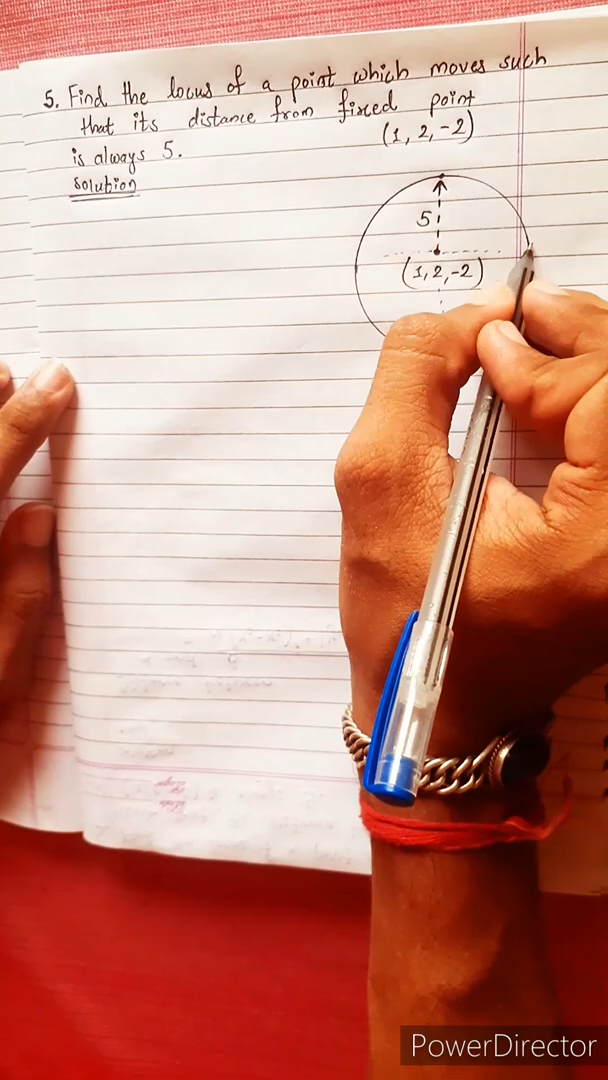 5. Find the locus of a point which moves such
that its distance from fixed point
(1, 2, -2)
is always 5.
solution
5
(1, 2, -2)
PowerDirector